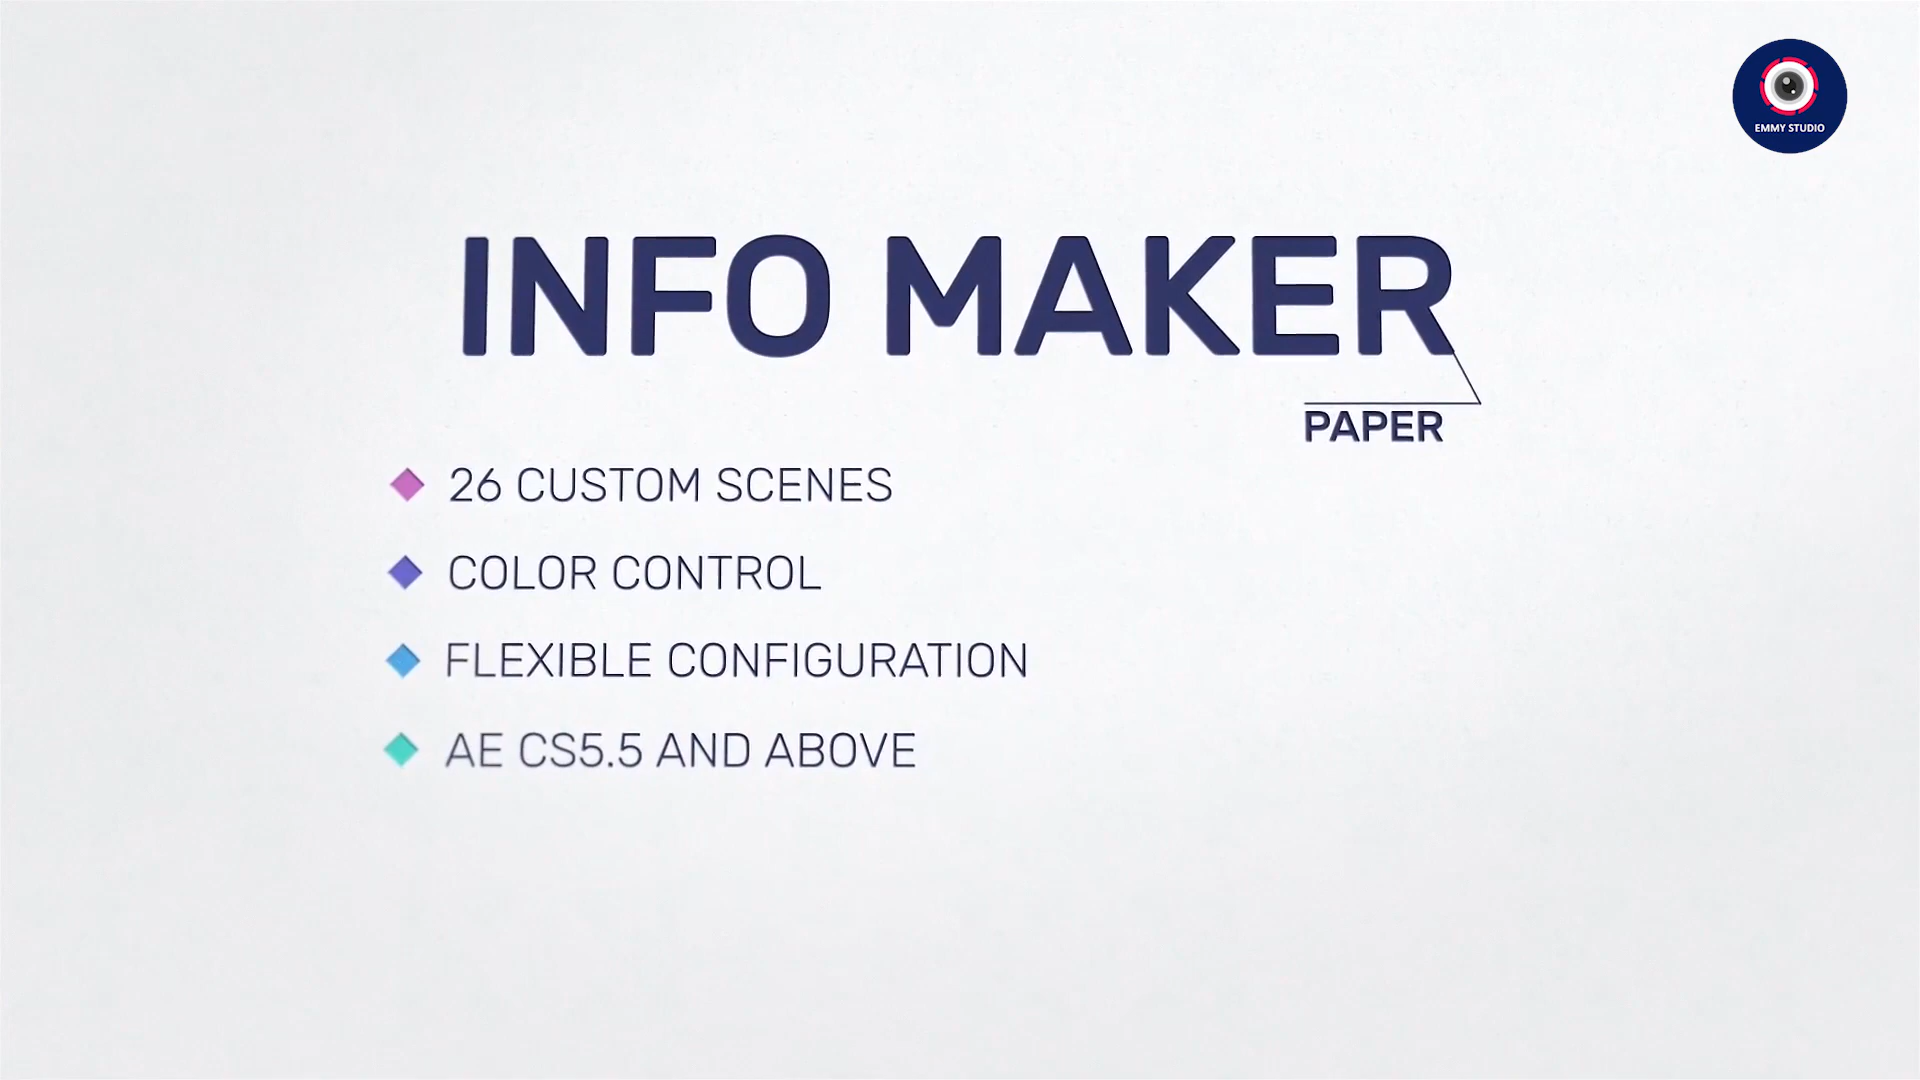 EMMY STUDIO
INFO MAKER
PAPER
26 CUSTOM SCENES
COLOR CONTROL
FLEXIBLE CONFIGURATION
AE CS5.5 AND ABOVE